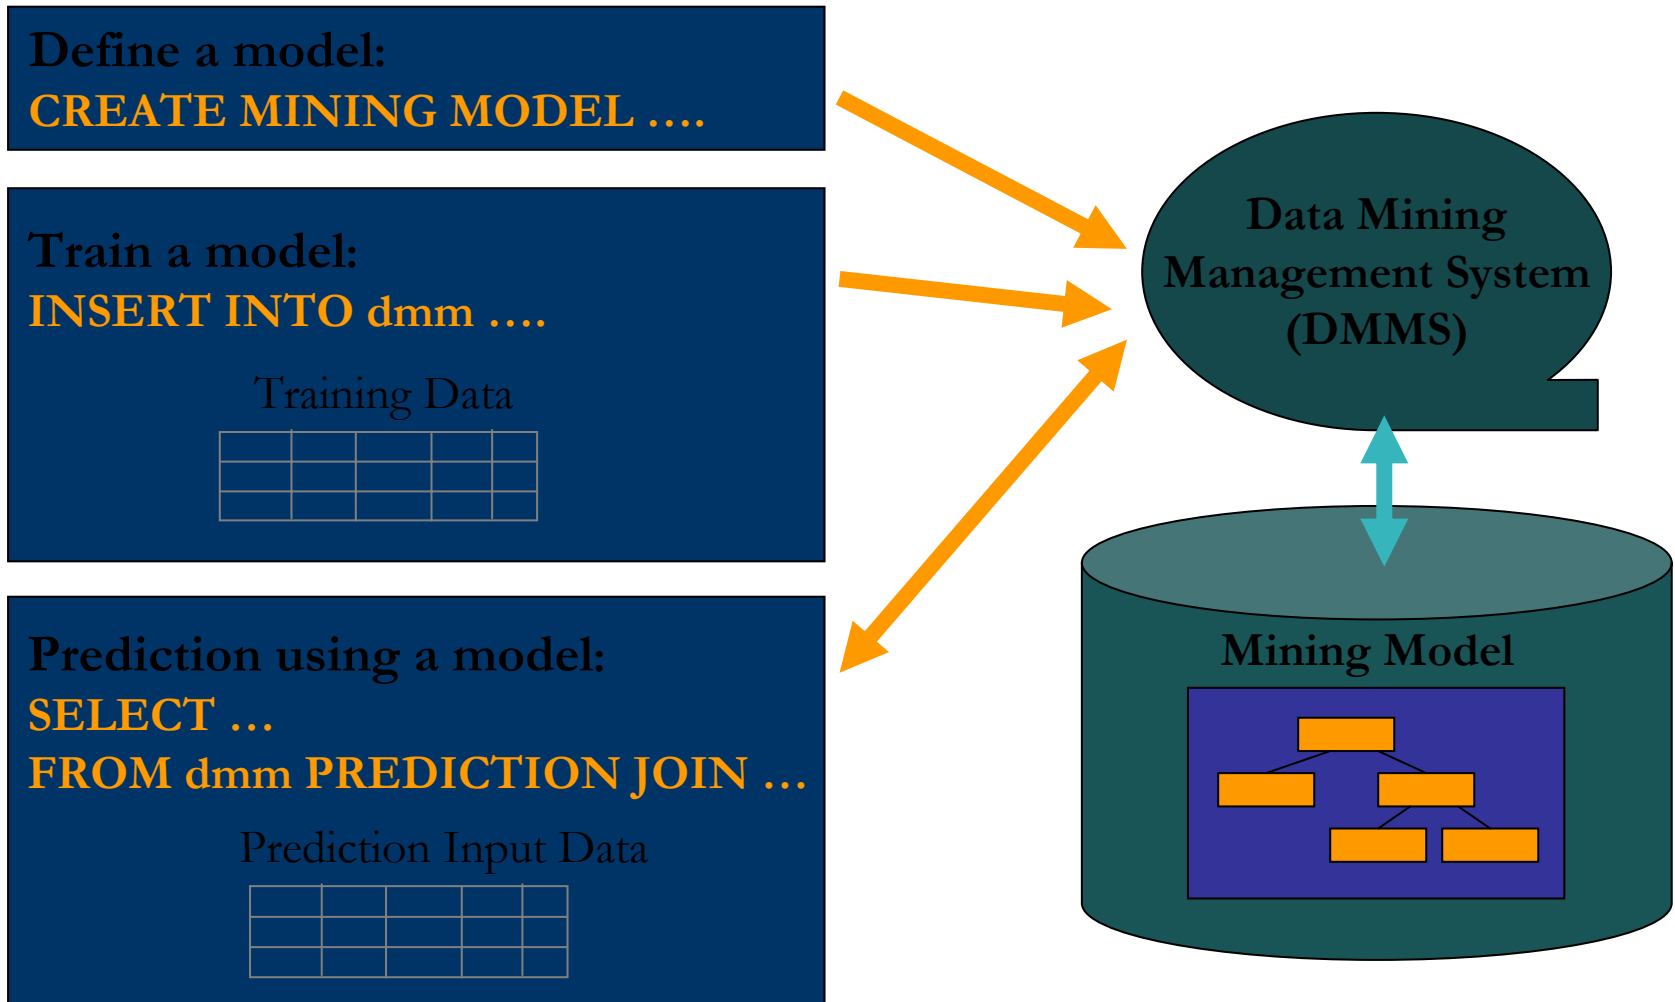 Define a model:
CREATE MINING MODEL ….
Train a model:
INSERT INTO dmm ….
Training Data
Prediction using a model:
SELECT …
FROM dmm PREDICTION JOIN …
Prediction Input Data
Data Mining
Management System
(DMMS)
Mining Model